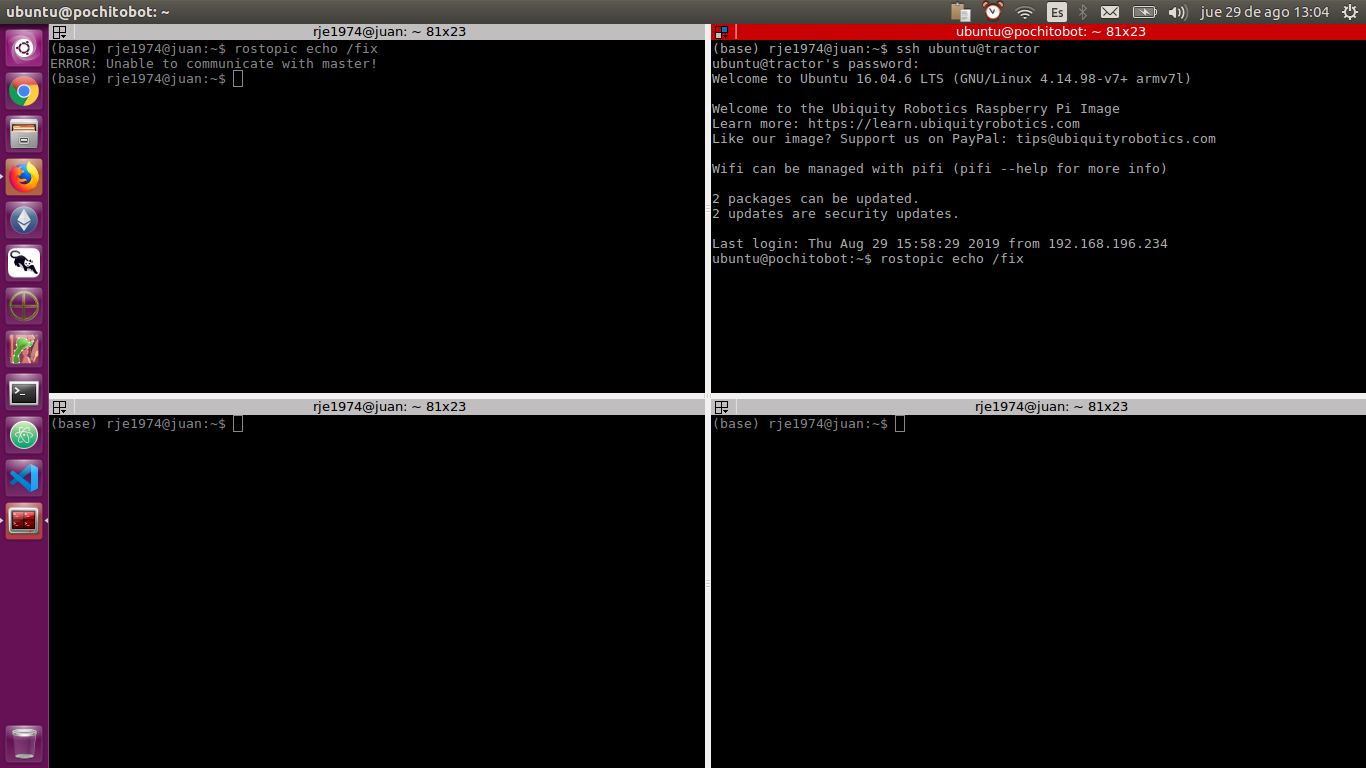 ubuntu@pochitobot: ~
Es
jue 29 de ago 13:04
rje1974@juan: ~ 81x23
(base) rje1974@juan:~$ rostopic echo /fix
ERROR: Unable to communicate with master!
(base) rje1974@juan:~$
ubuntu@pochitobot: ~ 81x23
(base) rje1974@juan:~$ ssh ubuntu@tractor
ubuntu@tractor's password:
Welcome to Ubuntu 16.04.6 LTS (GNU/Linux 4.14.98-v7+ armv7l)
Welcome to the Ubiquity Robotics Raspberry Pi Image
Learn more: https://learn.ubiquityrobotics.com
Like our image? Support us on PayPal: tips@ubiquityrobotics.com
Wifi can be managed with pifi (pifi --help for more info)
2 packages can be updated.
2 updates are security updates.
Last login: Thu Aug 29 15:58:29 2019 from 192.168.196.234
ubuntu@pochitobot:~$ rostopic echo /fix
rje1974@juan: ~ 81x23
(base) rje1974@juan:~$
rje1974@juan: ~ 81x23
(base) rje1974@juan:~$